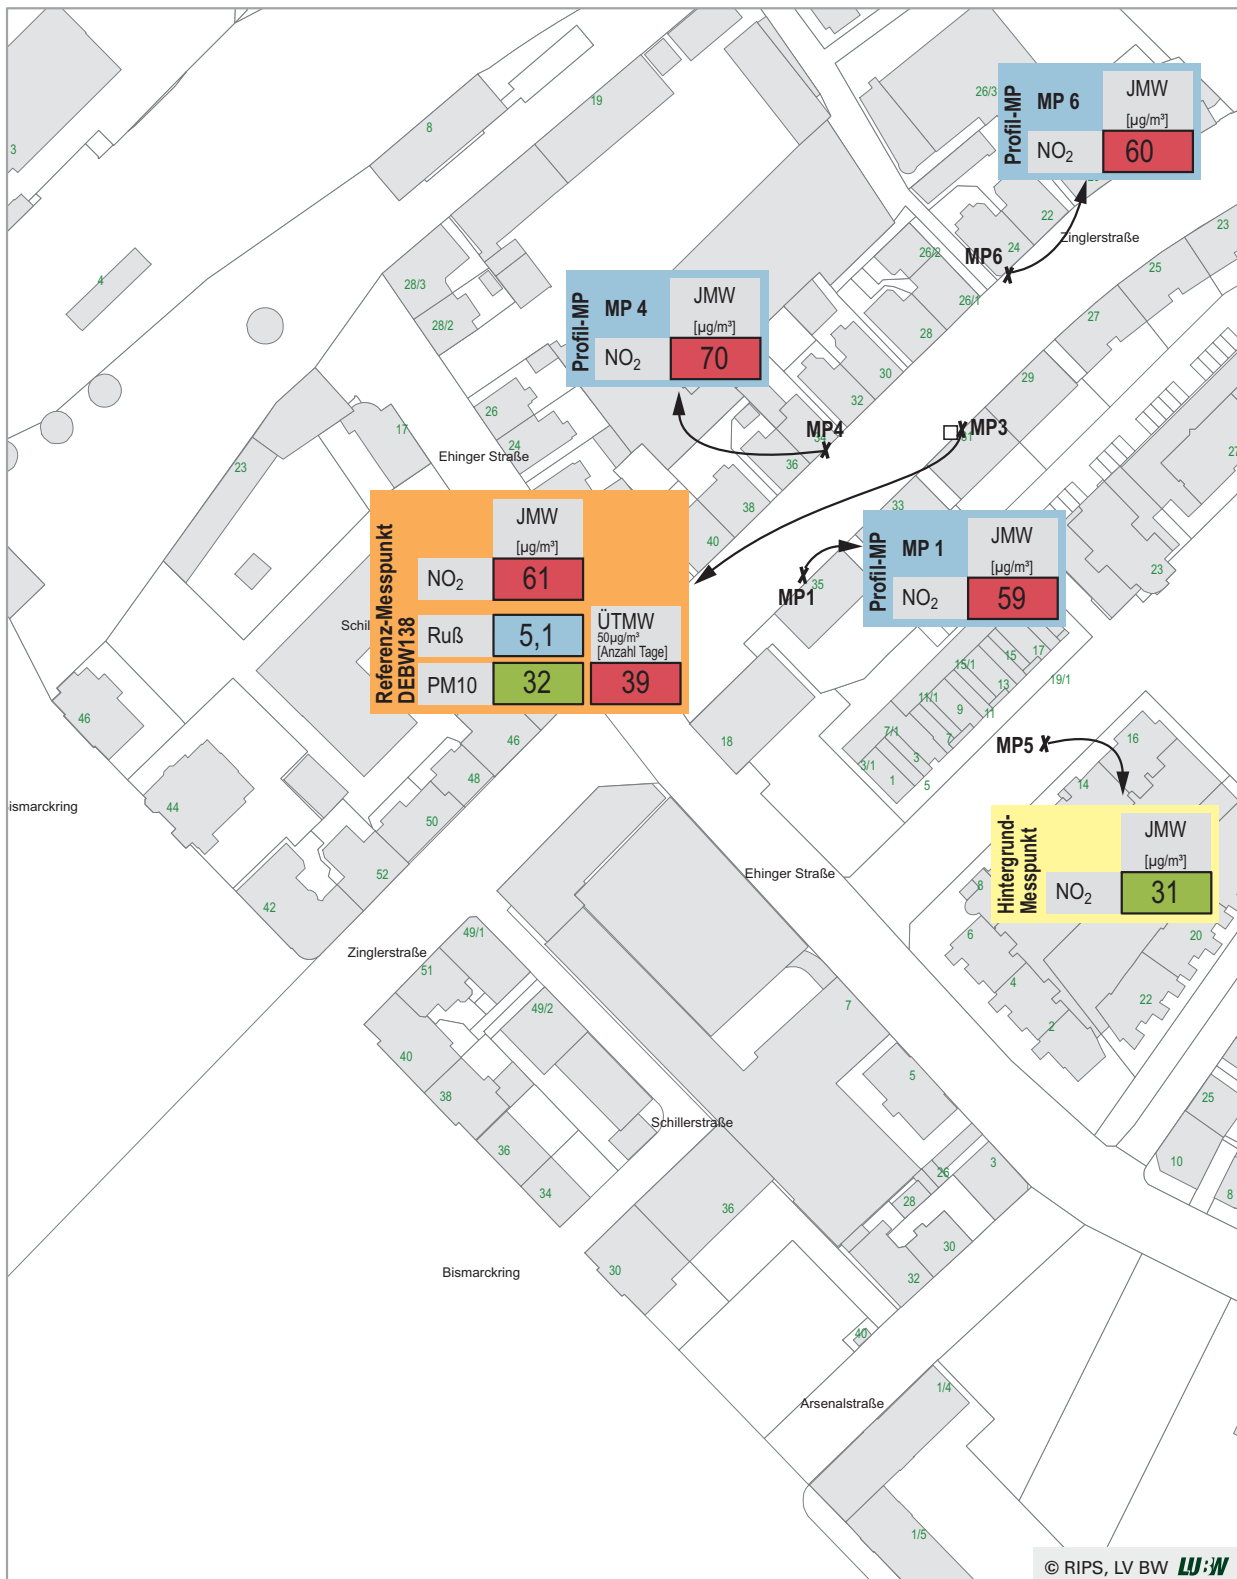 Profil-MP
MP 6
JMW
[µg/m³]
NO₂
60
26/3
22
24
Zinglerstraße
23
25
MP6
26/2
26/1
27
28
29
30
32
19
8
3
4
28/3
28/2
26
24
17
23
Ehinger Straße
Profil-MP
MP 4
JMW
[µg/m³]
NO₂
70
MP4
34
36
38
40
MP3
31
33
27
23
Referenz-Messpunkt
DEBW138
JMW
[µg/m³]
NO₂
61
Ruß
5,1
PM10
32
ÜTMW
50µg/m³
[Anzahl Tage]
39
MP1
35
Profil-MP
MP 1
JMW
[µg/m³]
NO₂
59
Schil
15/1
15
17
13
19/1
11/1
9
11
7/1
7
3
3/1
1
5
18
46
46
48
44
50
52
42
ismarckring
MP5
16
14
Hintergrund-
Messpunkt
JMW
[µg/m³]
NO₂
31
8
6
4
2
20
22
Ehinger Straße
Zinglerstraße
49/1
51
49/2
40
38
36
34
7
5
Schillerstraße
25
10
8
3
26
28
30
32
36
30
Bismarckring
40
Arsenalstraße
1/4
1/5
© RIPS, LV BW LUBW